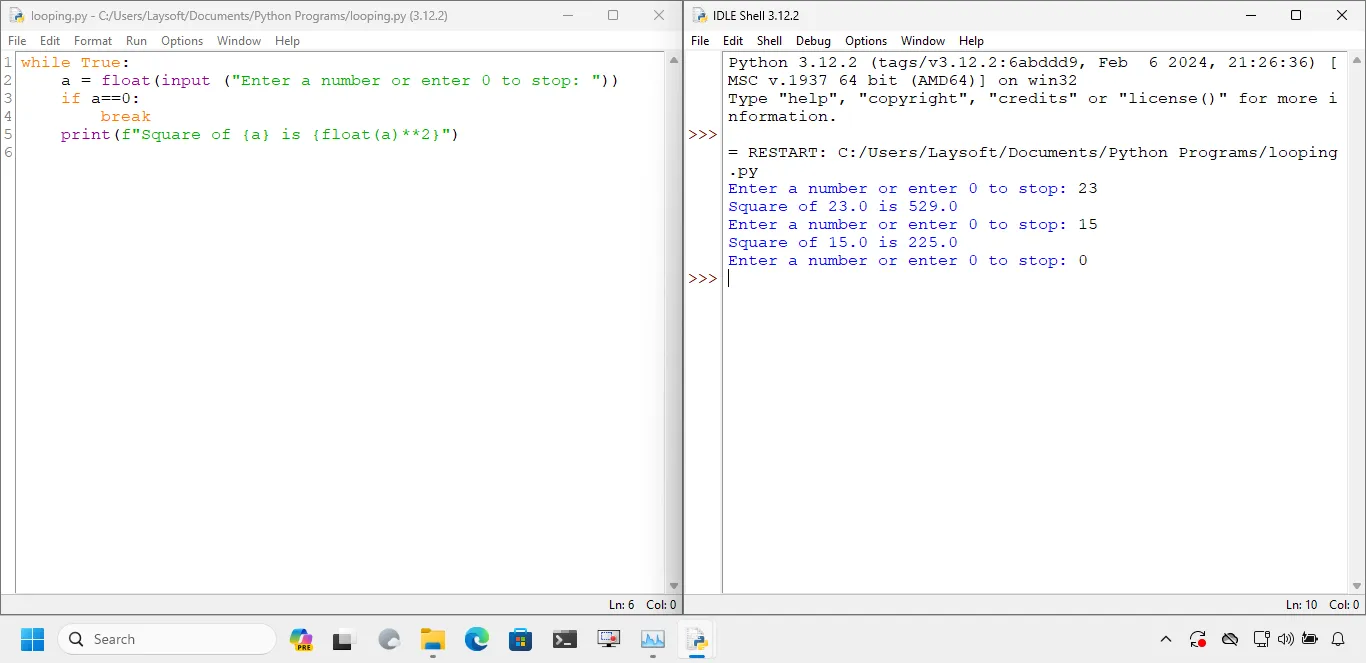 looping.py - C:/Users/Laysoft/Documents/Python Programs/looping.py (3.12.2)
File Edit Format Run Options Window Help
1 while True:
2     a = float(input ("Enter a number or enter 0 to stop: "))
3     if a==0:
4         break
5     print(f"Square of {a} is {float(a)**2}")
6
Ln: 6 Col: 0
IDLE Shell 3.12.2
File Edit Shell Debug Options Window Help
Python 3.12.2 (tags/v3.12.2:6abddd9, Feb  6 2024, 21:26:36) [
MSC v.1937 64 bit (AMD64)] on win32
Type "help", "copyright", "credits" or "license()" for more i
nformation.
>>>
= RESTART: C:/Users/Laysoft/Documents/Python Programs/looping
.py
Enter a number or enter 0 to stop: 23
Square of 23.0 is 529.0
Enter a number or enter 0 to stop: 15
Square of 15.0 is 225.0
Enter a number or enter 0 to stop: 0
>>>
Ln: 10 Col: 0
Search
PRE